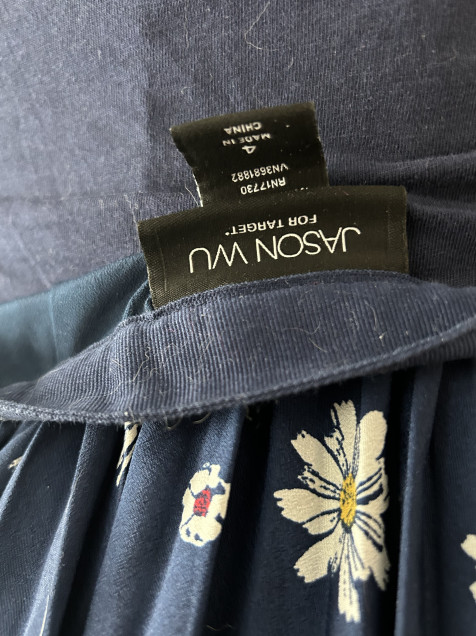 JASON WU
FOR TARGET*
RN17730
VN3681882
4
MADE IN
CHINA